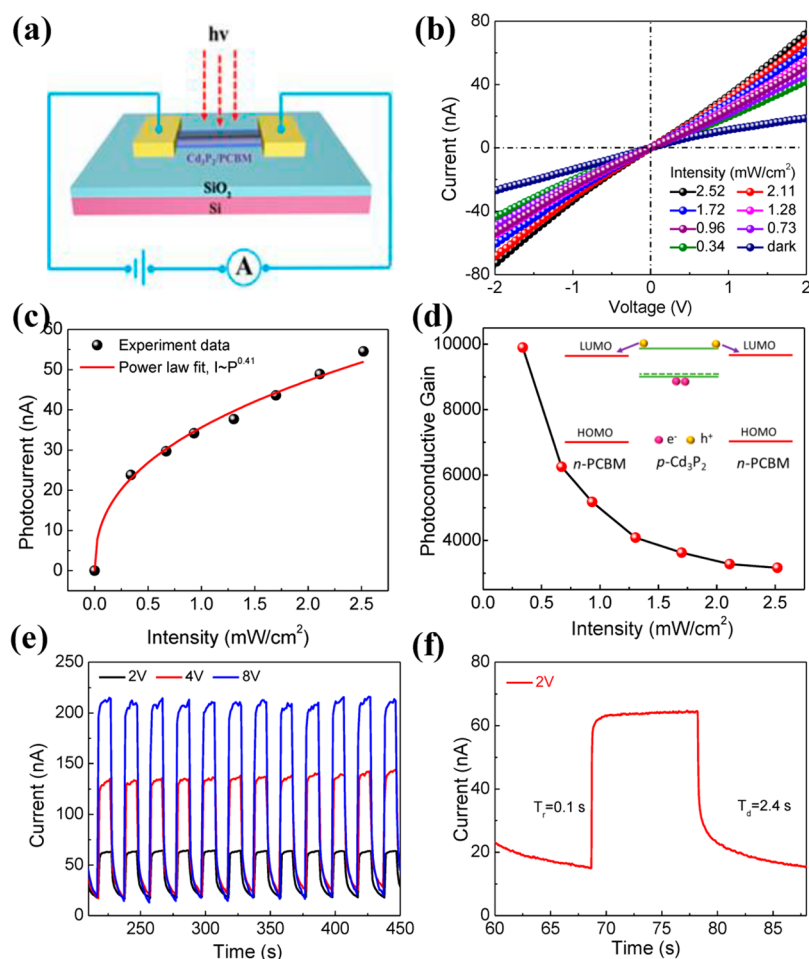 (a)
hν
Cd₃P₂/PCBM
SiO₂
Si
A
(b)
Current (nA)
80
40
0
-40
-80
Intensity (mW/cm²)
2.52 2.11
1.72 1.28
0.96 0.73
0.34 dark
-2 -1 0 1 2
Voltage (V)
(c)
Photocurrent (nA)
60
50
40
30
20
10
0
Experiment data
Power law fit, I~P^0.41
0.0 0.5 1.0 1.5 2.0 2.5
Intensity (mW/cm²)
(d)
Photoconductive Gain
10000
8000
6000
4000
LUMO LUMO
HOMO e⁻ h⁺ HOMO
n-PCBM p-Cd₃P₂ n-PCBM
0.0 0.5 1.0 1.5 2.0 2.5
Intensity (mW/cm²)
(e)
Current (nA)
250
200
150
100
50
0
2V 4V 8V
250 300 350 400 450
Time (s)
(f)
Current (nA)
80
60
40
20
0
2V
Tᵣ=0.1 s T_d=2.4 s
60 65 70 75 80 85
Time (s)